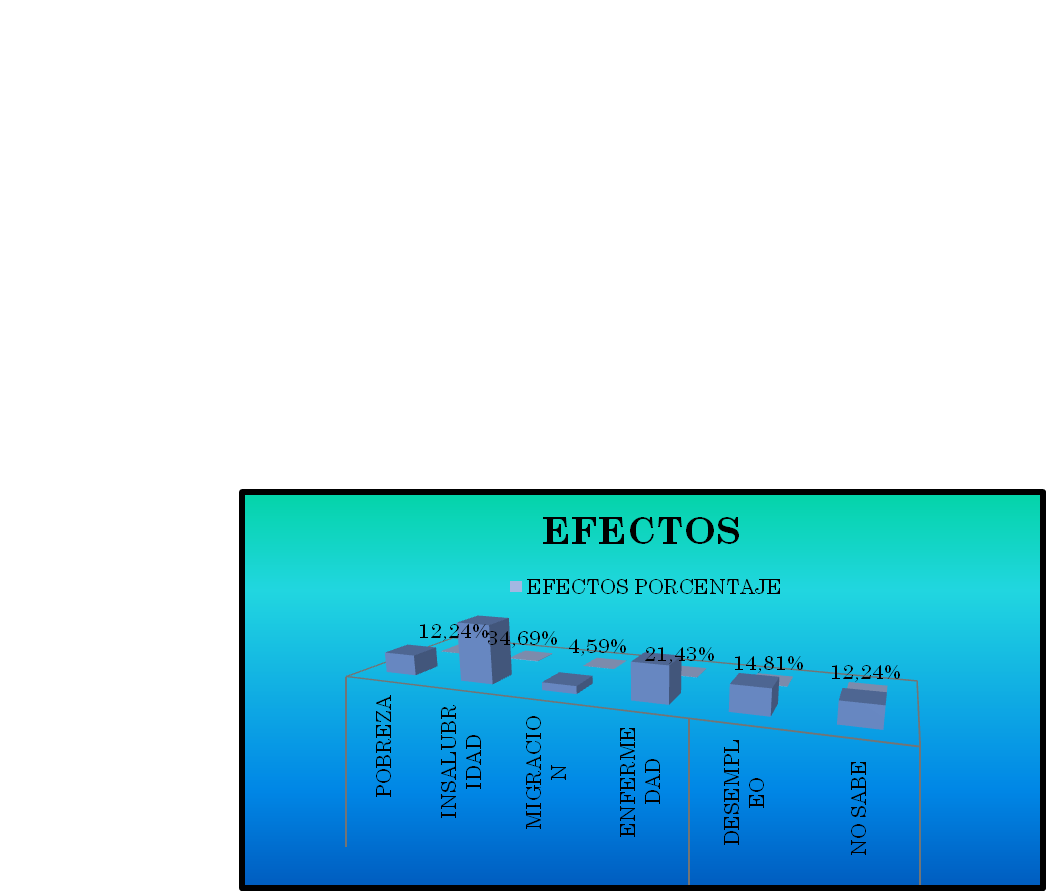 EFECTOS
EFECTOS PORCENTAJE
12,24%
34,69%
4,59%
21,43%
14,81%
12,24%
POBREZA
INSALUBR
IDAD
MIGRACIO
N
ENFERME
DAD
DESEMPL
EO
NO SABE